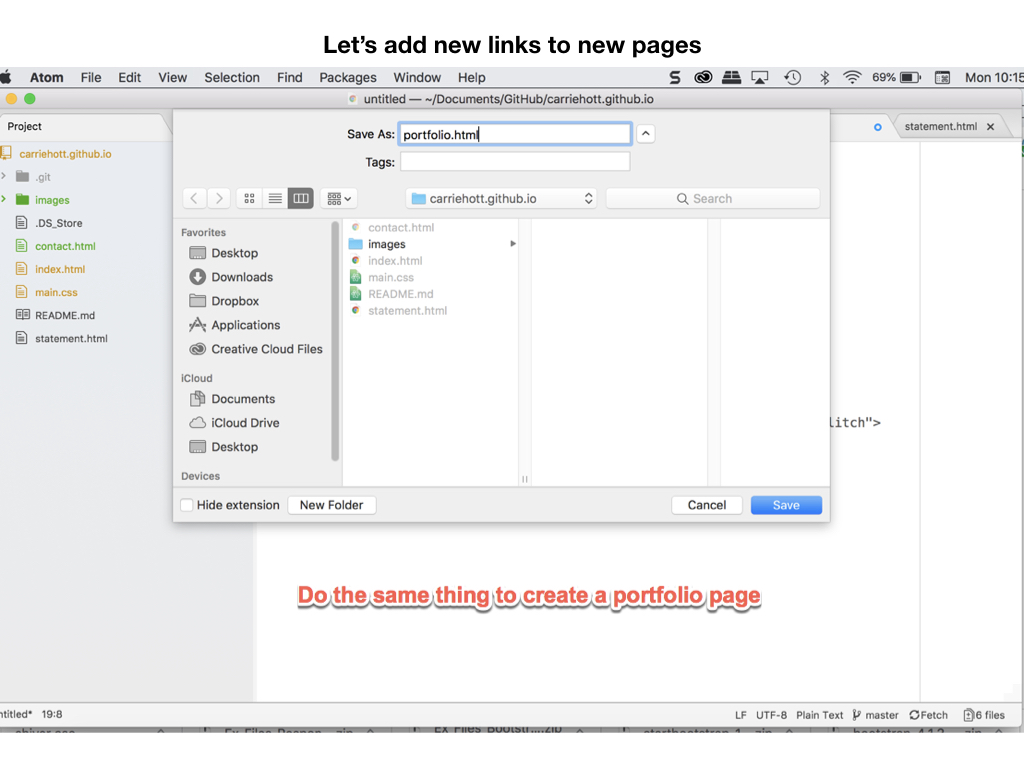 Let’s add new links to new pages
Atom File Edit View Selection Find Packages Window Help 69% Mon 10:15
untitled — ~/Documents/GitHub/carriehott.github.io
Project
statement.html
carriehott.github.io
.git
images
.DS_Store
contact.html
index.html
main.css
README.md
statement.html
Save As: portfolio.html
Tags:
carriehott.github.io
Search
Favorites
Desktop
Downloads
Dropbox
Applications
Creative Cloud Files
iCloud
Documents
iCloud Drive
Desktop
Devices
contact.html
images
index.html
main.css
README.md
statement.html
litch">
Hide extension New Folder Cancel Save
Do the same thing to create a portfolio page
ntitled* 19:8 LF UTF-8 Plain Text master Fetch 6 files